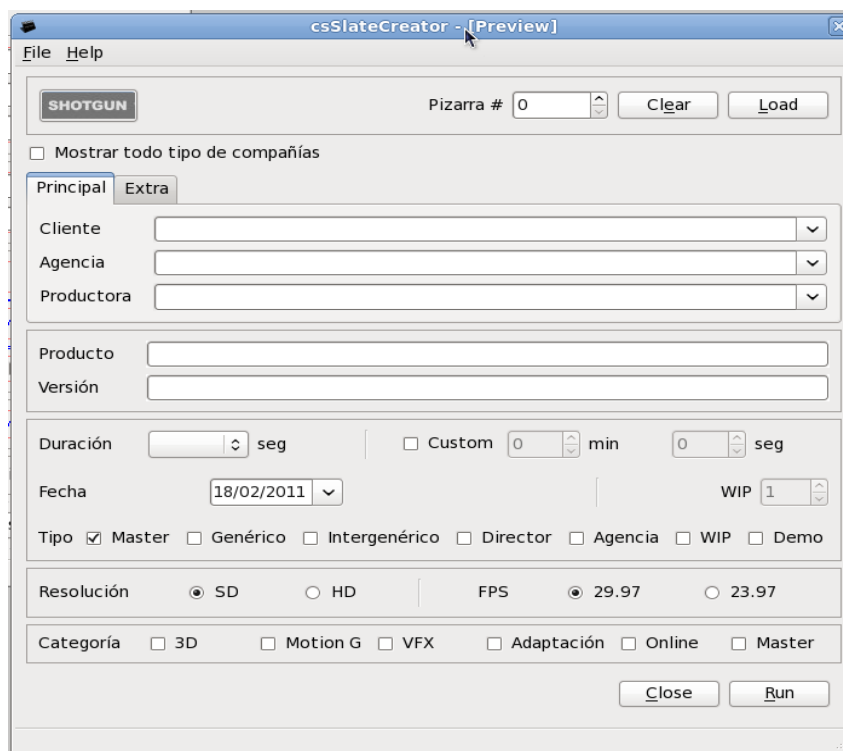 csSlateCreator - [Preview]
File Help
SHOTGUN Pizarra # 0 Clear Load
Mostrar todo tipo de compañías
Principal Extra
Cliente
Agencia
Productora
Producto
Versión
Duración seg Custom 0 min 0 seg
Fecha 18/02/2011 WIP 1
Tipo Master Genérico Intergenérico Director Agencia WIP Demo
Resolución SD HD FPS 29.97 23.97
Categoría 3D Motion G VFX Adaptación Online Master
Close Run